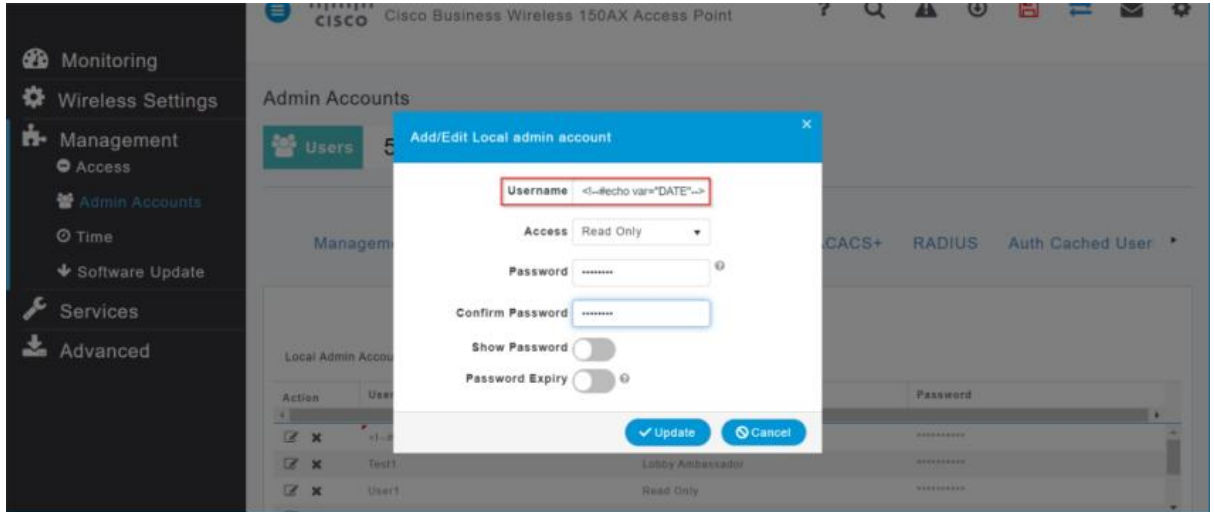 CISCO Cisco Business Wireless 150AX Access Point ?
Monitoring
Wireless Settings
Management
Access
Admin Accounts
Time
Software Update
Services
Advanced
Admin Accounts
Users 5
Add/Edit Local admin account ×
Username <!--#echo var="DATE"-->
Access Read Only
Password ••••••••
Confirm Password ••••••••
Show Password
Password Expiry
Update Cancel
RADIUS Auth Cached User
Action Password
Test1 Lobby Ambassador **********
User1 Read Only **********